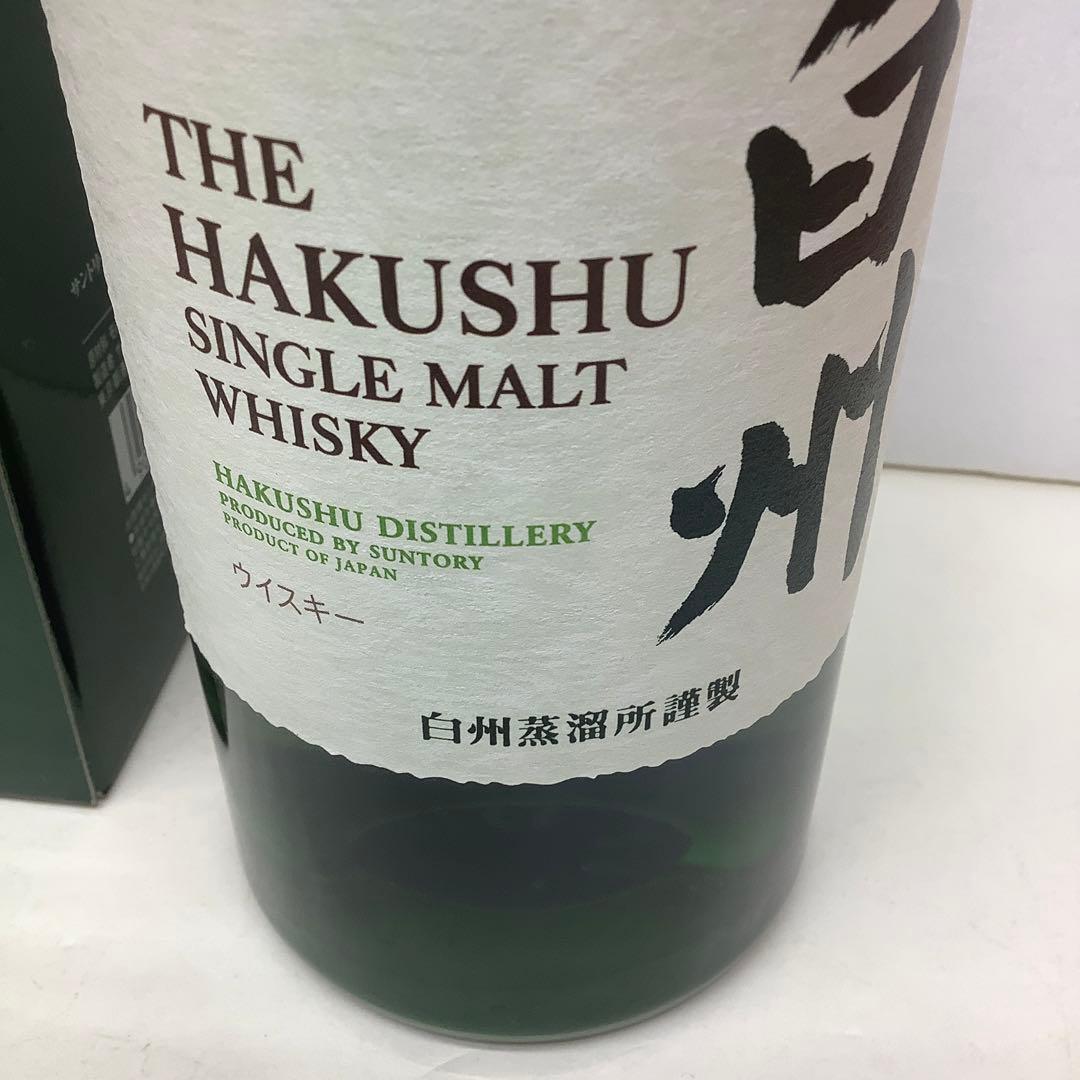 THE
HAKUSHU
SINGLE MALT
WHISKY
HAKUSHU DISTILLERY
PRODUCED BY SUNTORY
PRODUCT OF JAPAN
ウイスキー
白州
白州蒸溜所謹製